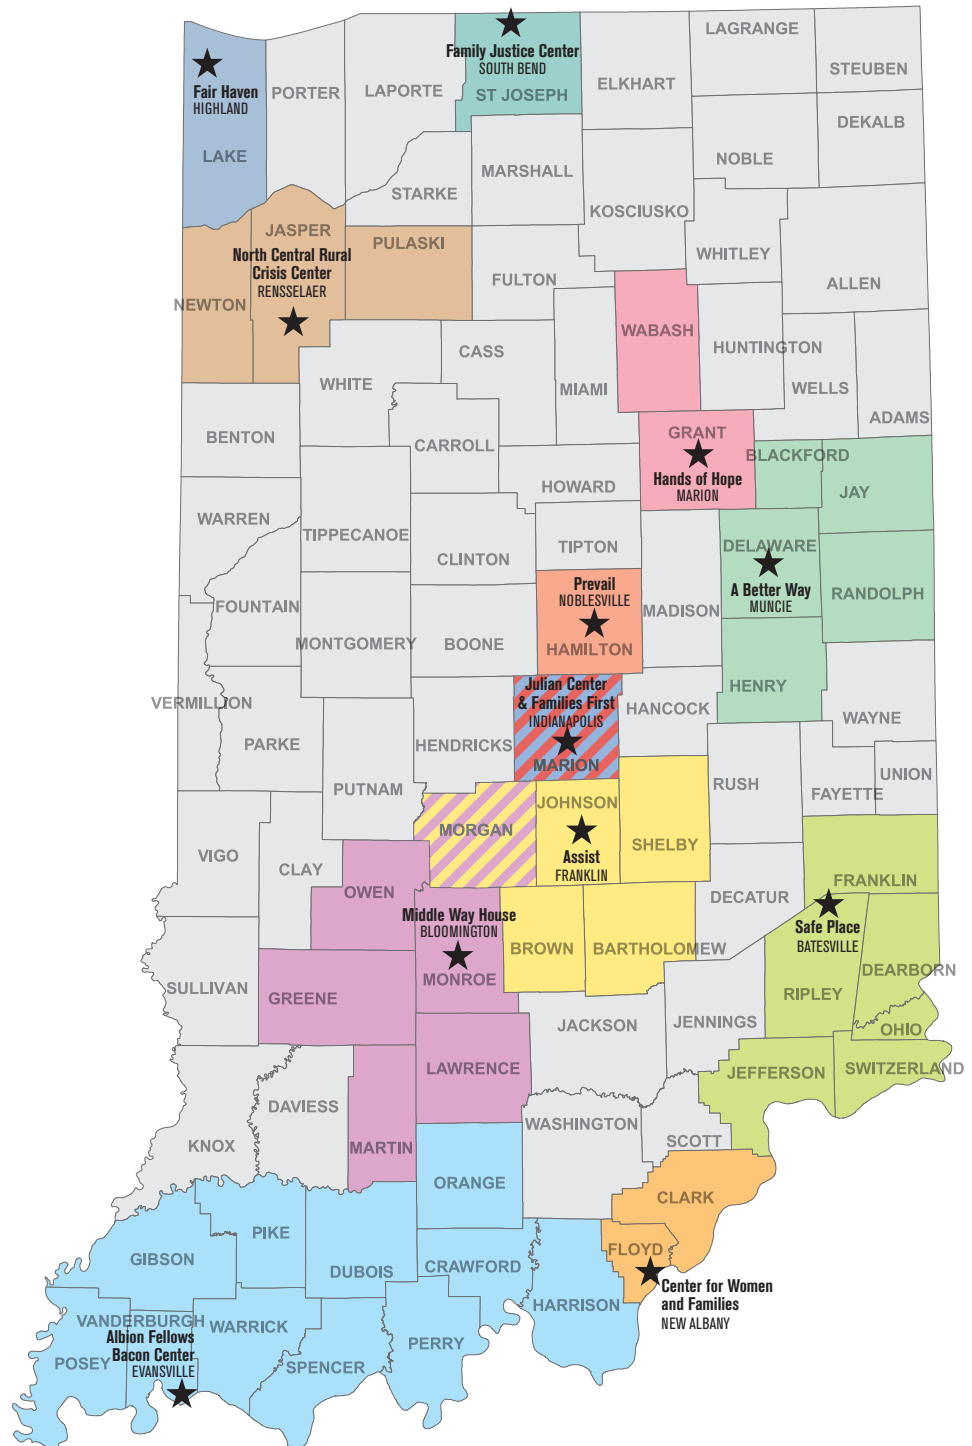 LAGRANGE
STEUBEN
Family Justice Center
SOUTH BEND
ST JOSEPH
ELKHART
Fair Haven
HIGHLAND
PORTER
LAPORTE
DEKALB
LAKE
NOBLE
MARSHALL
STARKE
KOSCIUSKO
JASPER
PULASKI
North Central Rural
Crisis Center
RENSSELAER
WHITLEY
FULTON
ALLEN
NEWTON
WABASH
HUNTINGTON
CASS
WHITE
MIAMI
WELLS
ADAMS
BENTON
CARROLL
GRANT
Hands of Hope
MARION
BLACKFORD
JAY
HOWARD
WARREN
TIPPECANOE
CLINTON
TIPTON
DELAWARE
A Better Way
MUNCIE
RANDOLPH
Prevail
NOBLESVILLE
HAMILTON
MADISON
FOUNTAIN
MONTGOMERY
BOONE
HENRY
Julian Center
& Families First
INDIANAPOLIS
MARION
VERMILLION
HANCOCK
WAYNE
PARKE
HENDRICKS
UNION
PUTNAM
RUSH
FAYETTE
JOHNSON
MORGAN
SHELBY
Assist
FRANKLIN
VIGO
CLAY
OWEN
FRANKLIN
DECATUR
Middle Way House
BLOOMINGTON
MONROE
Safe Place
BATESVILLE
BROWN
BARTHOLOMEW
DEARBORN
SULLIVAN
GREENE
RIPLEY
JACKSON
JENNINGS
OHIO
LAWRENCE
JEFFERSON
SWITZERLAND
DAVIESS
WASHINGTON
KNOX
MARTIN
SCOTT
ORANGE
CLARK
PIKE
GIBSON
FLOYD
DUBOIS
CRAWFORD
Center for Women
and Families
NEW ALBANY
HARRISON
VANDERBURGH
WARRICK
Albion Fellows
Bacon Center
EVANSVILLE
PERRY
POSEY
SPENCER